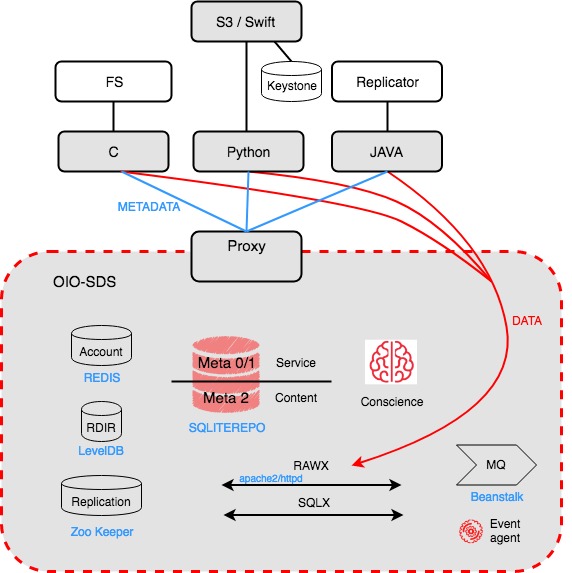 S3 / Swift
Keystone
FS
Replicator
C
Python
JAVA
METADATA
Proxy
OIO-SDS
DATA
Account
REDIS
Meta 0/1
Service
Meta 2
Content
SQLITEREPO
Conscience
RDIR
LevelDB
RAWX
apache2/httpd
MQ
Beanstalk
Replication
SQLX
Zoo Keeper
Event
agent